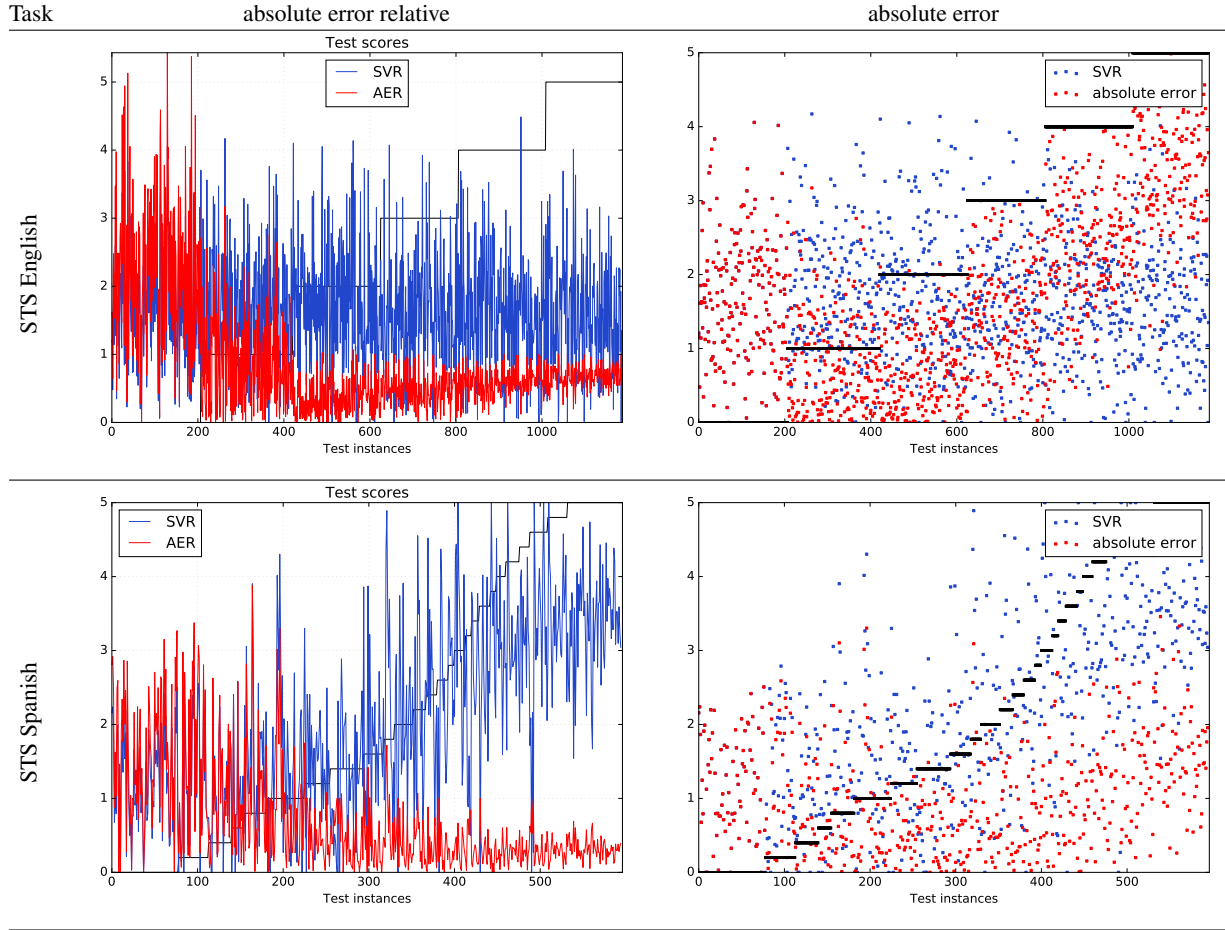 Task absolute error relative absolute error
STS English
Test scores
SVR
AER
5
4
3
2
1
0
0 200 400 600 800 1000
Test instances
SVR
absolute error
5
4
3
2
1
0
0 200 400 600 800 1000
Test instances
STS Spanish
Test scores
SVR
AER
5
4
3
2
1
0
0 100 200 300 400 500
Test instances
SVR
absolute error
5
4
3
2
1
0
0 100 200 300 400 500
Test instances